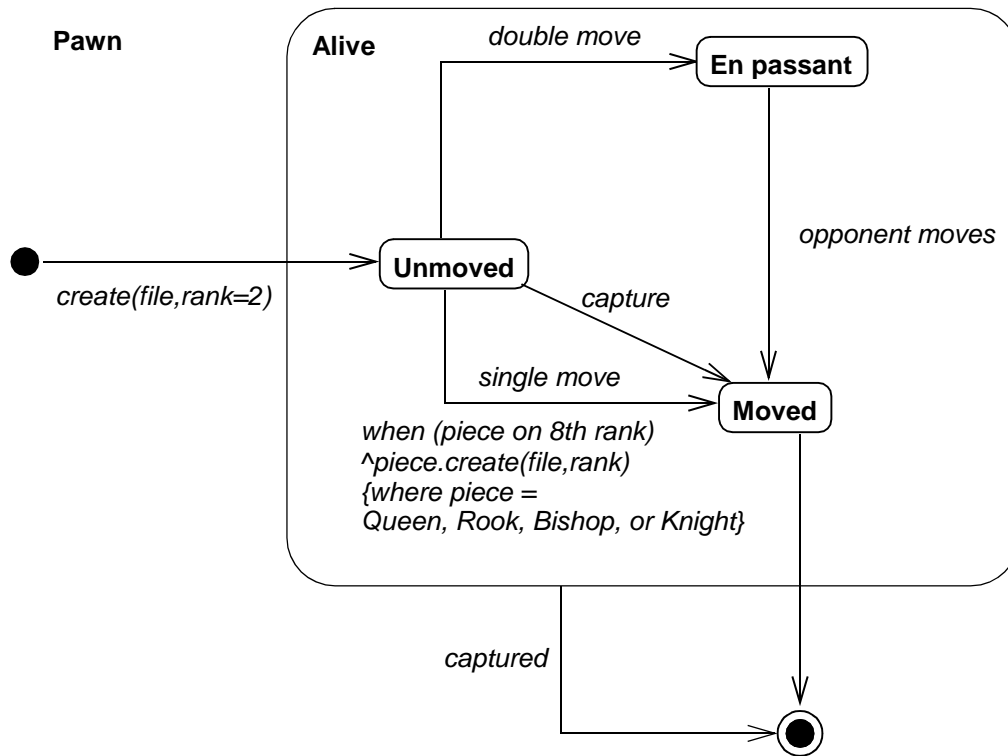 Pawn
Alive
double move
En passant
opponent moves
Unmoved
create(file,rank=2)
capture
single move
Moved
when (piece on 8th rank)
^piece.create(file,rank)
{where piece =
Queen, Rook, Bishop, or Knight}
captured